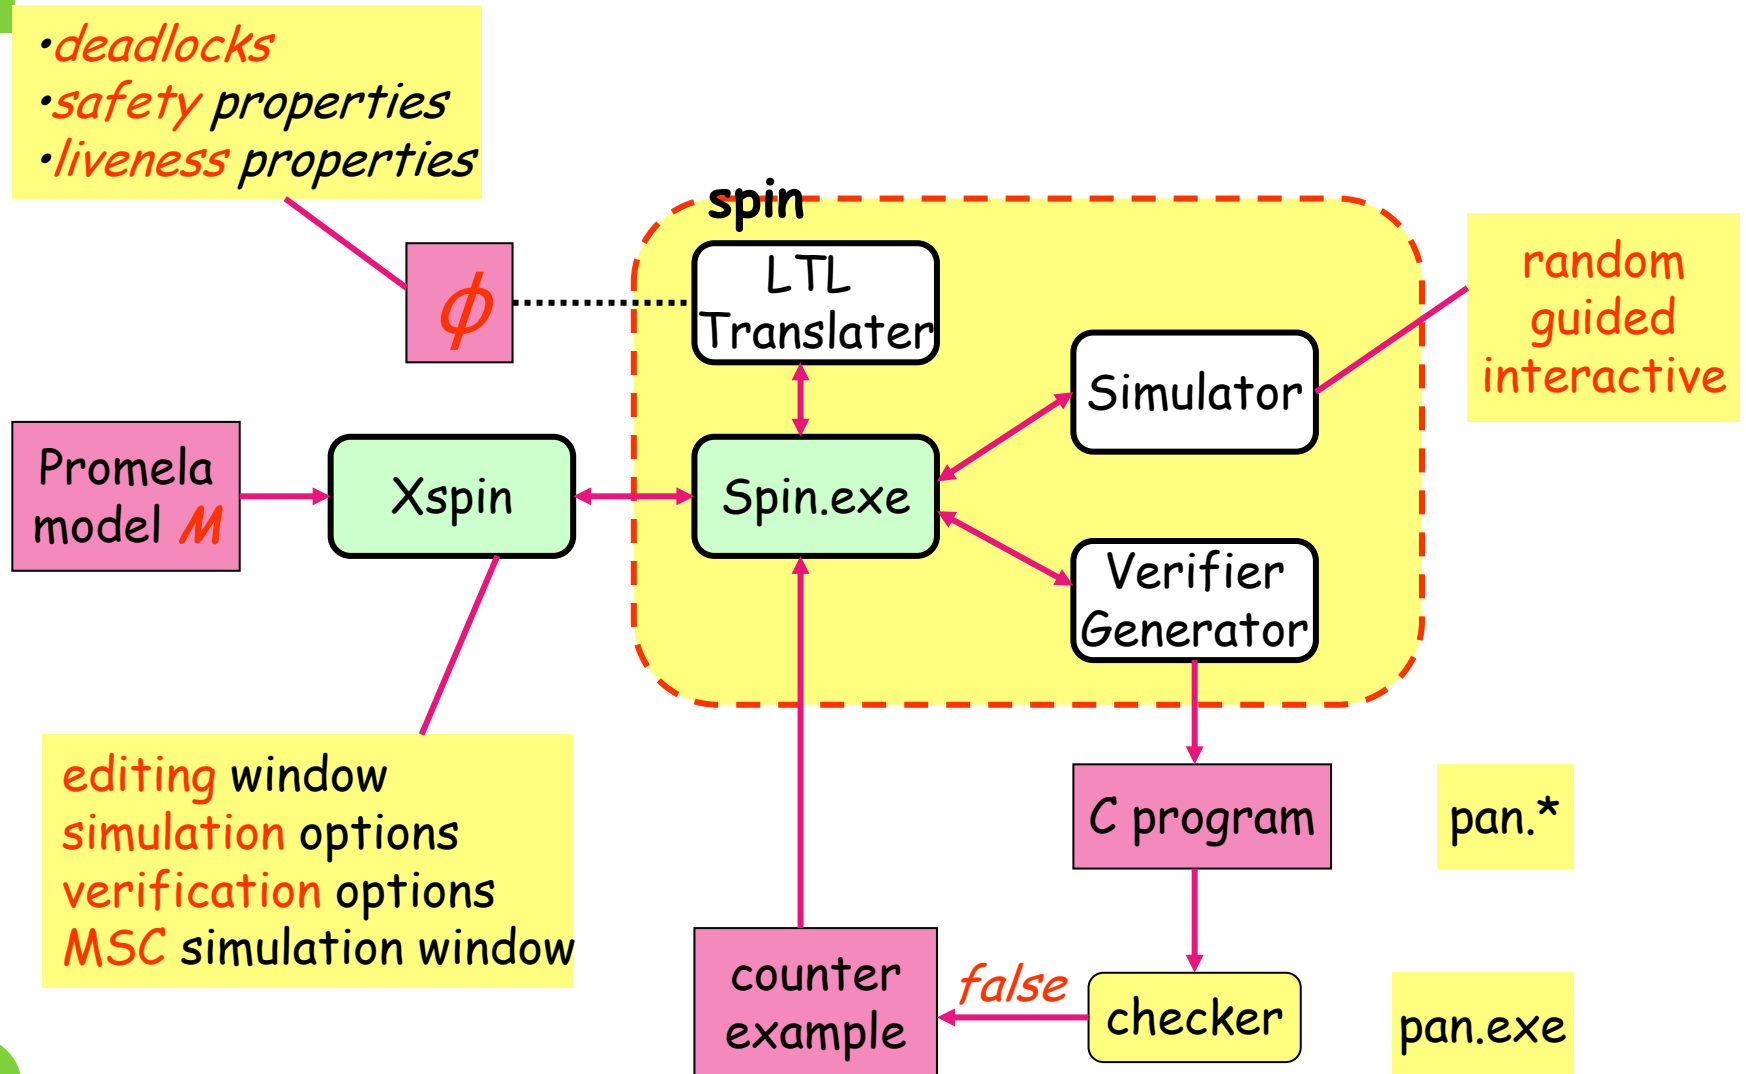 •deadlocks
•safety properties
•liveness properties
spin
ϕ
LTL
Translater
random
guided
interactive
Simulator
Promela
model M
Xspin
Spin.exe
Verifier
Generator
editing window
simulation options
verification options
MSC simulation window
C program
pan.*
counter
example
false
checker
pan.exe